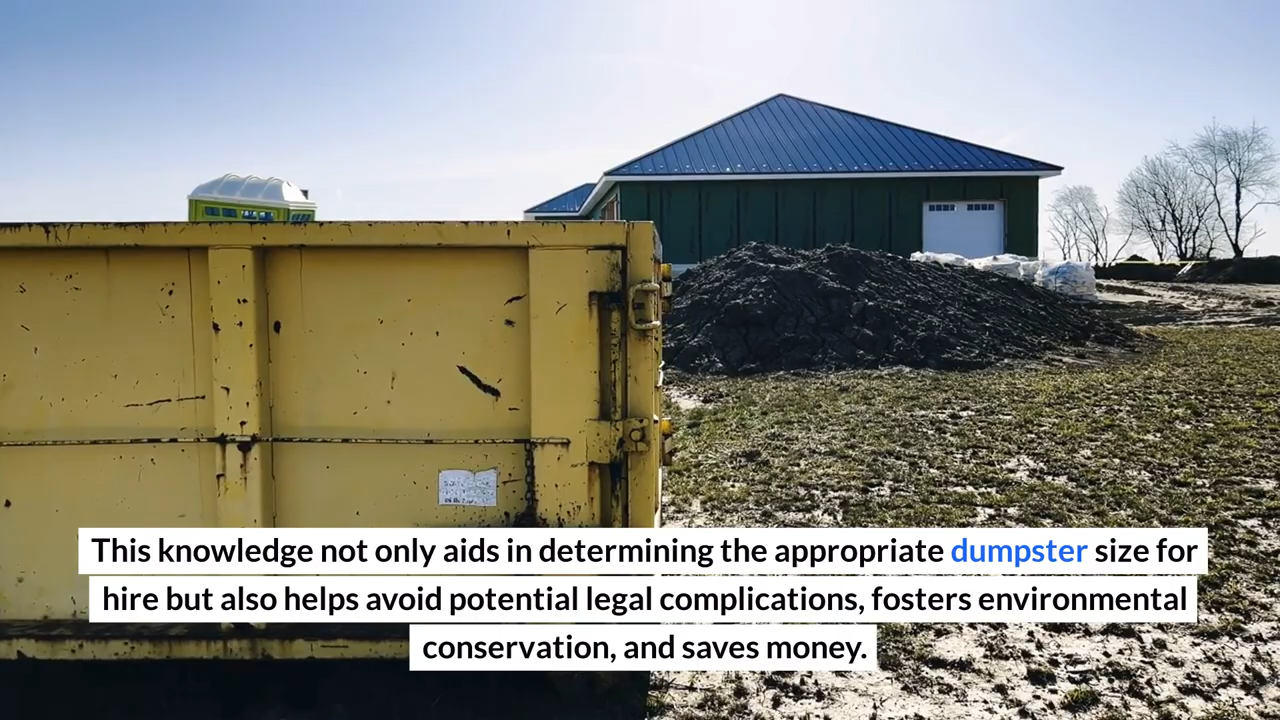 This knowledge not only aids in determining the appropriate dumpster size for
hire but also helps avoid potential legal complications, fosters environmental
conservation, and saves money.